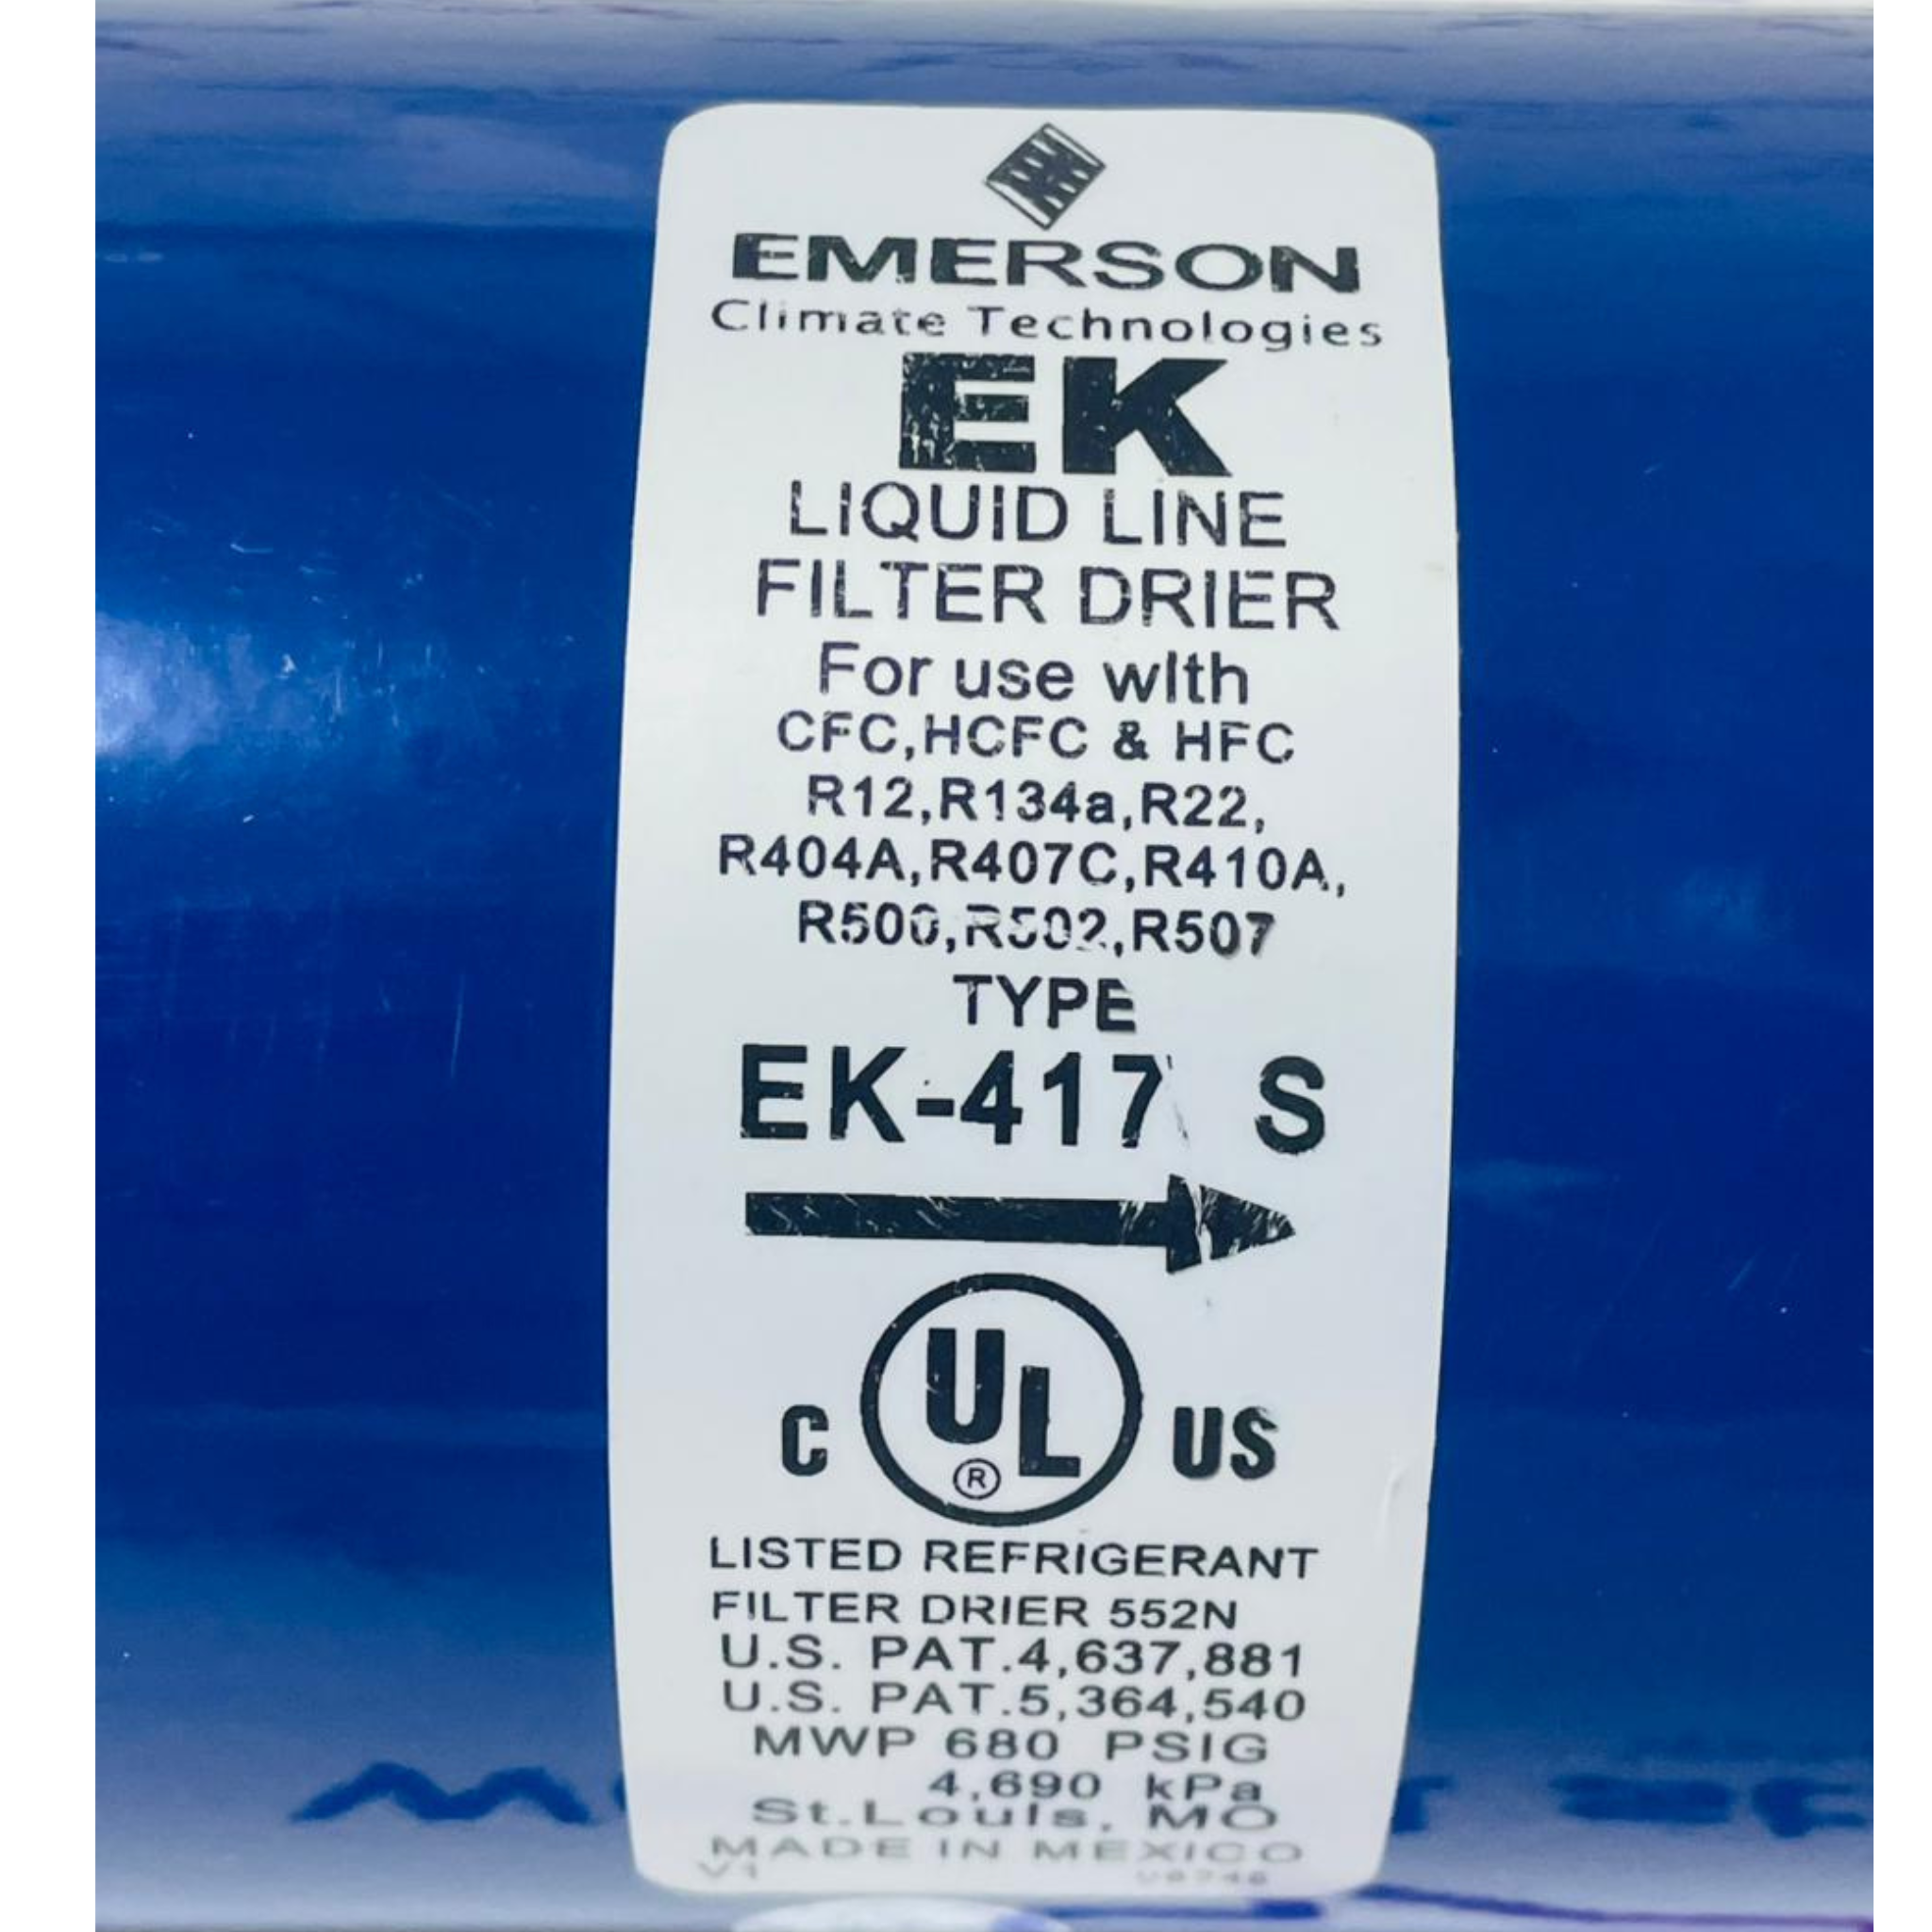 EMERSON
Climate Technologies
EK
LIQUID LINE
FILTER DRIER
For use with
CFC,HCFC & HFC
R12,R134a,R22,
R404A,R407C,R410A,
R500,R502,R507
TYPE
EK-417 S
C UL® US
LISTED REFRIGERANT
FILTER DRIER 552N
U.S. PAT.4,637,881
U.S. PAT.5,364,540
MWP 680 PSIG
4,690 kPa
St.Louis, MO
MADE IN MEXICO
V1